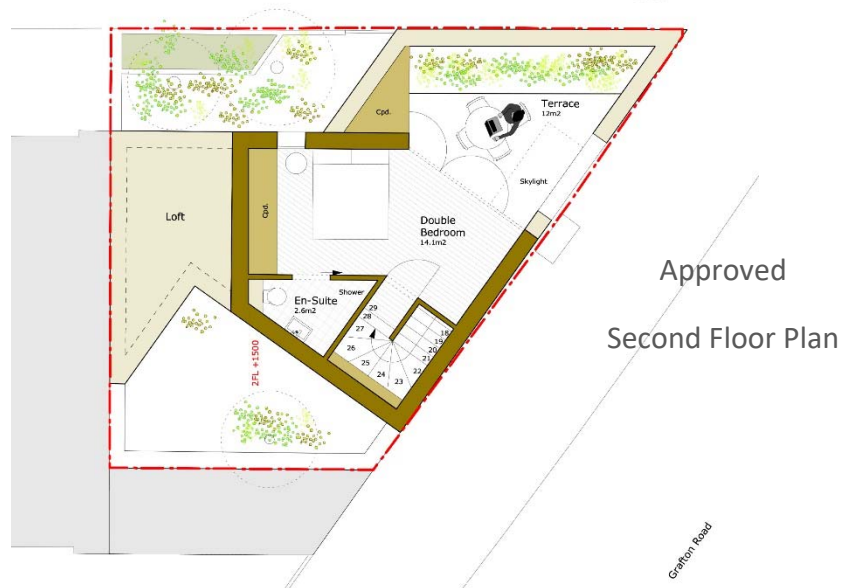 Terrace
12m2
Cpd.
Skylight
Loft
Cpd.
Double
Bedroom
14.1m2
Approved
Second Floor Plan
Shower
En-Suite
2.6m2
29
28
27
26
25
24
23
22
21
20
19
18
2FL +1500
Grafton Road